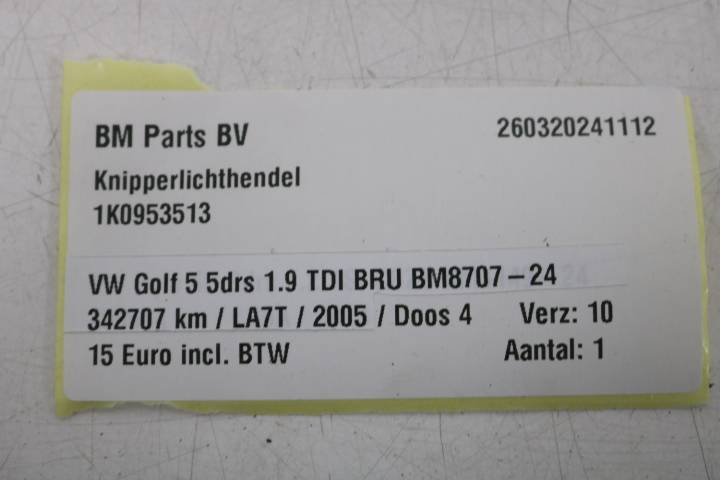 BM Parts BV 260320241112
Knipperlichthendel
1K0953513
VW Golf 5 5drs 1.9 TDI BRU BM8707-24
342707 km / LA7T / 2005 / Doos 4 Verz: 10
15 Euro incl. BTW Aantal: 1